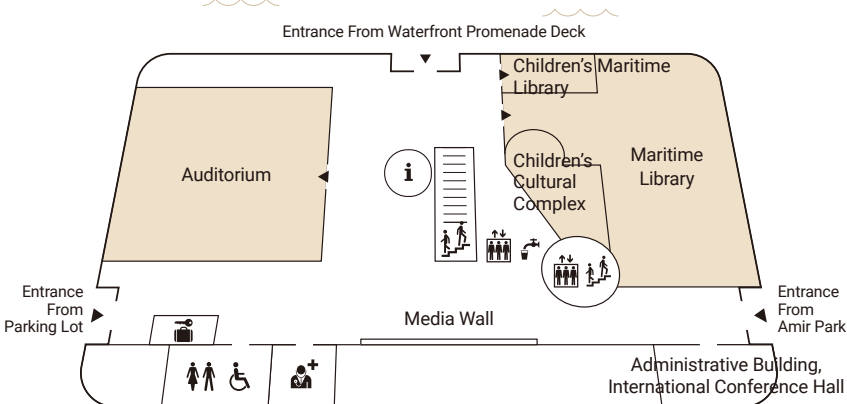 Entrance From Waterfront Promenade Deck
Children's Maritime
Library
Auditorium
i
Children's
Cultural
Complex
Maritime
Library
Entrance
From
Parking Lot
Media Wall
Entrance
From
Amir Park
Administrative Building,
International Conference Hall